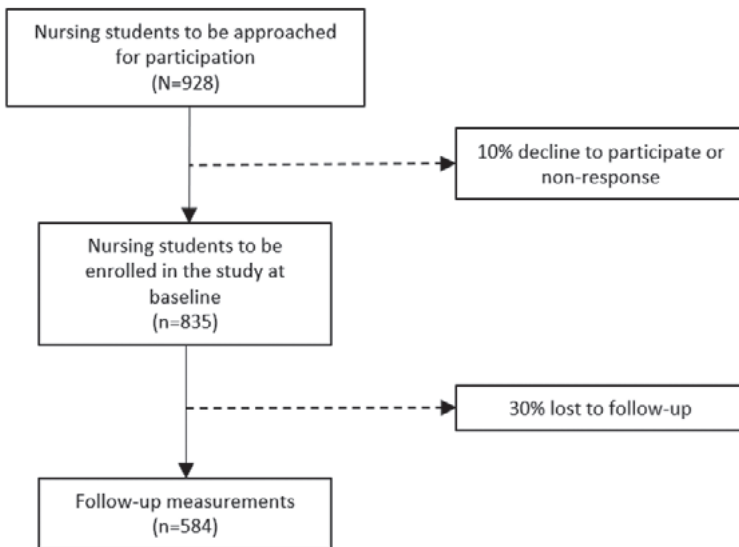 Nursing students to be approached
for participation
(N=928)
10% decline to participate or
non-response
Nursing students to be
enrolled in the study at
baseline
(n=835)
30% lost to follow-up
Follow-up measurements
(n=584)